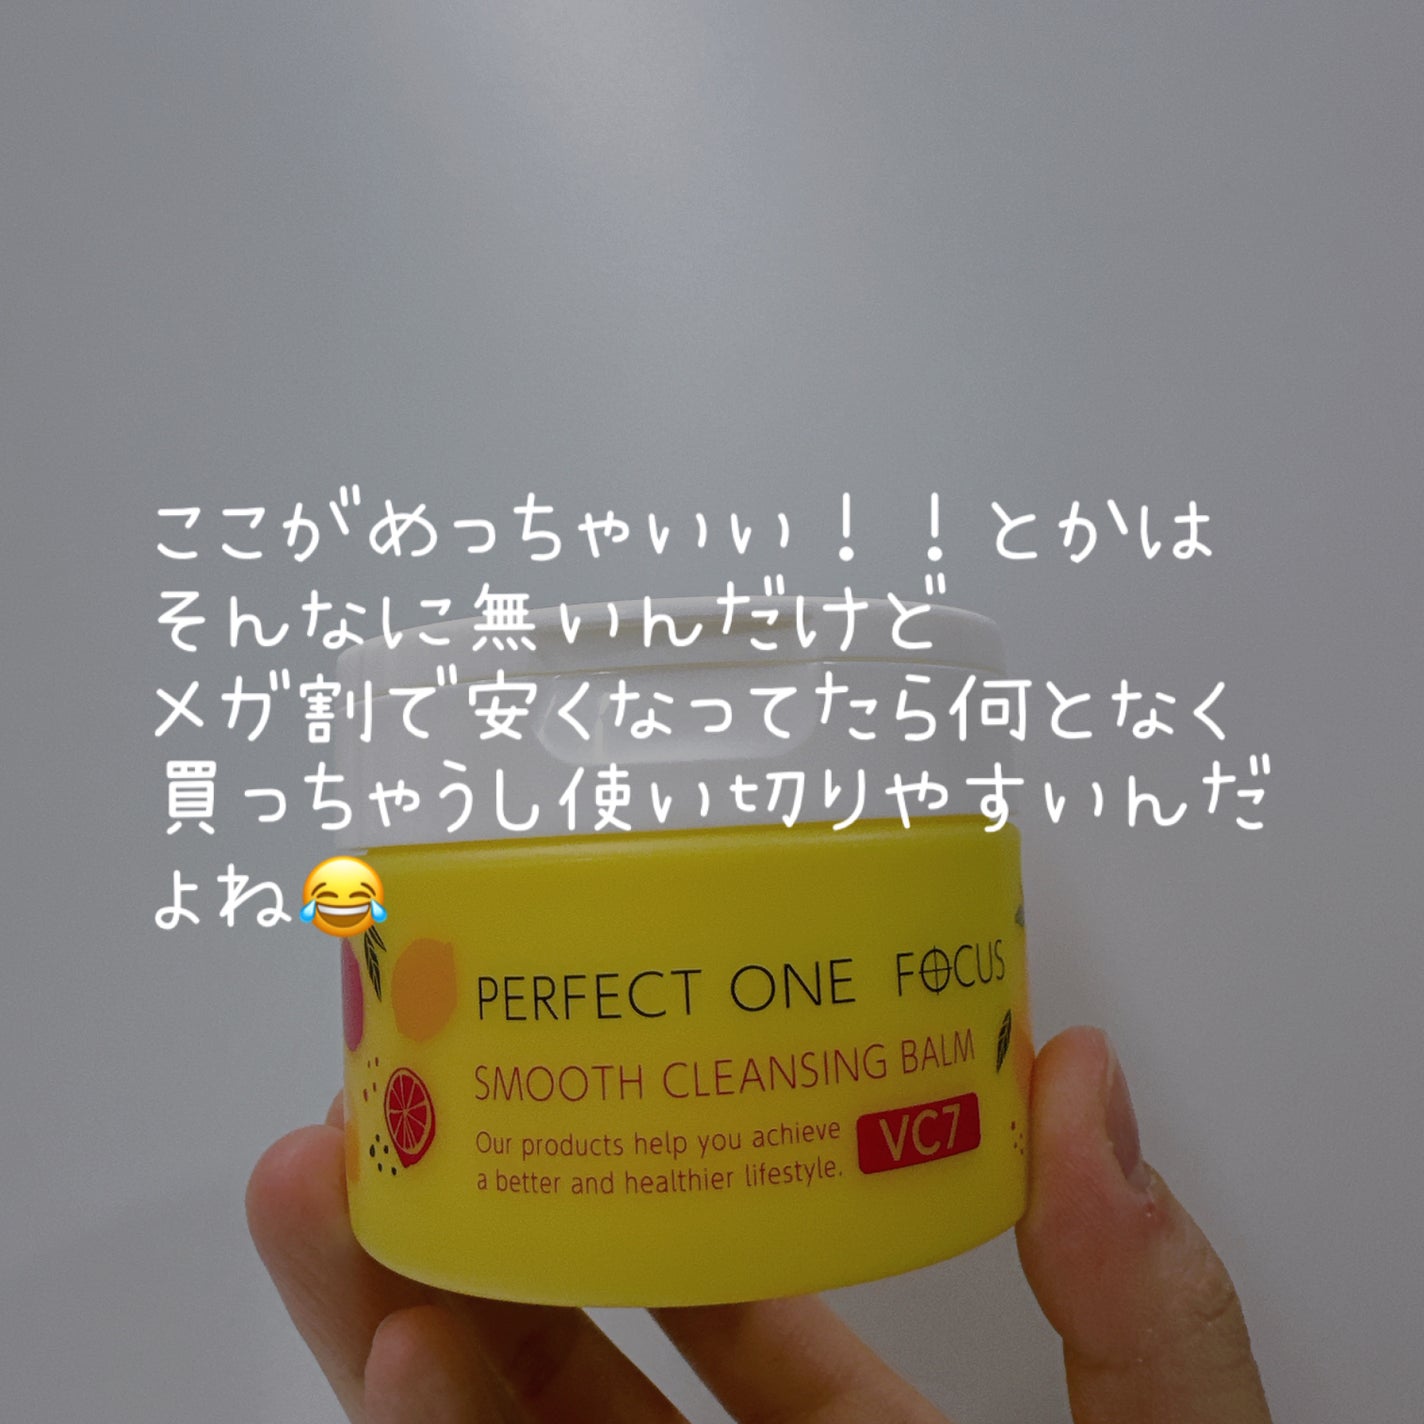 ここがめっちゃいい！！とかは
そんなに無いんだけど
メガ割で安くなってたら何となく
買っちゃうし使い切りやすいんだ
よね😂
PERFECT ONE FOCUS
SMOOTH CLEANSING BALM
Our products help you achieve
a better and healthier lifestyle.
VC7